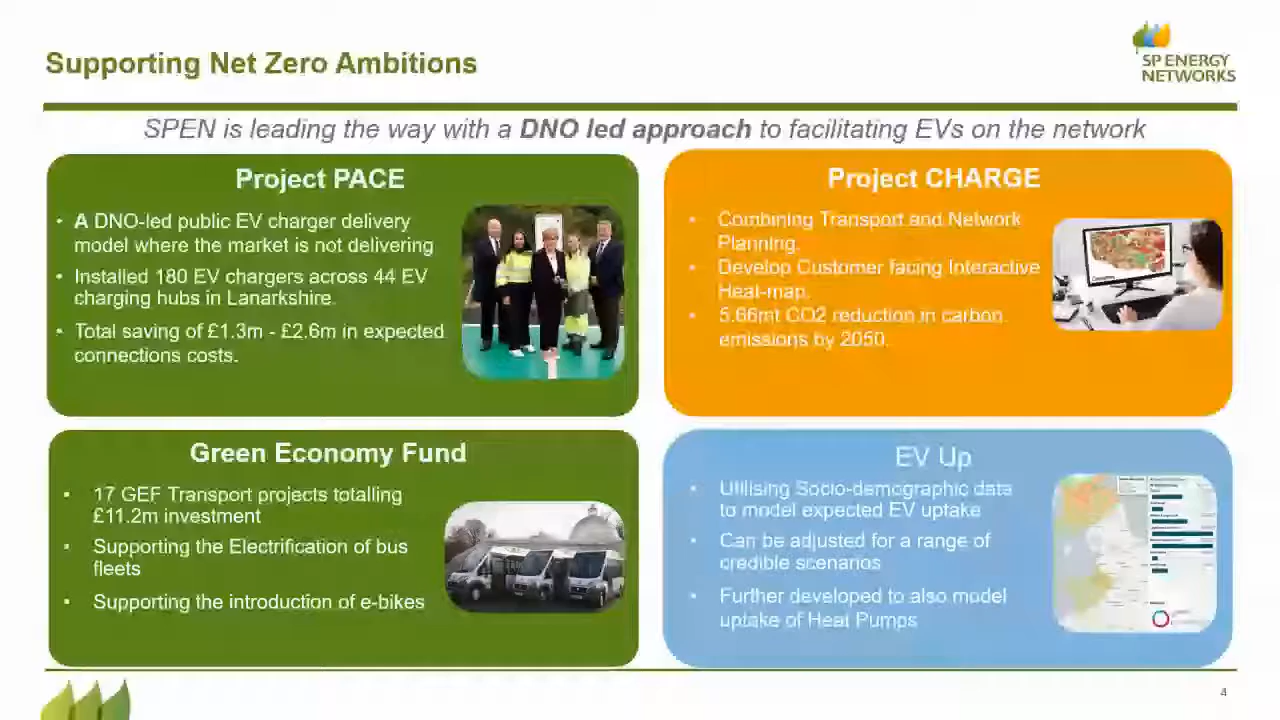 Supporting Net Zero Ambitions
SP ENERGY
NETWORKS
SPEN is leading the way with a DNO led approach to facilitating EVs on the network
Project PACE
• A DNO-led public EV charger delivery
model where the market is not delivering
• Installed 180 EV chargers across 44 EV
charging hubs in Lanarkshire.
• Total saving of £1.3m - £2.6m in expected
connections costs.
Project CHARGE
• Combining Transport and Network
Planning.
• Develop Customer facing Interactive
Heat-map.
• 5.66mt CO2 reduction in carbon
emissions by 2050.
Green Economy Fund
• 17 GEF Transport projects totalling
£11.2m investment
• Supporting the Electrification of bus
fleets
• Supporting the introduction of e-bikes
EV Up
• Utilising Socio-demographic data
to model expected EV uptake
• Can be adjusted for a range of
credible scenarios
• Further developed to also model
uptake of Heat Pumps
4